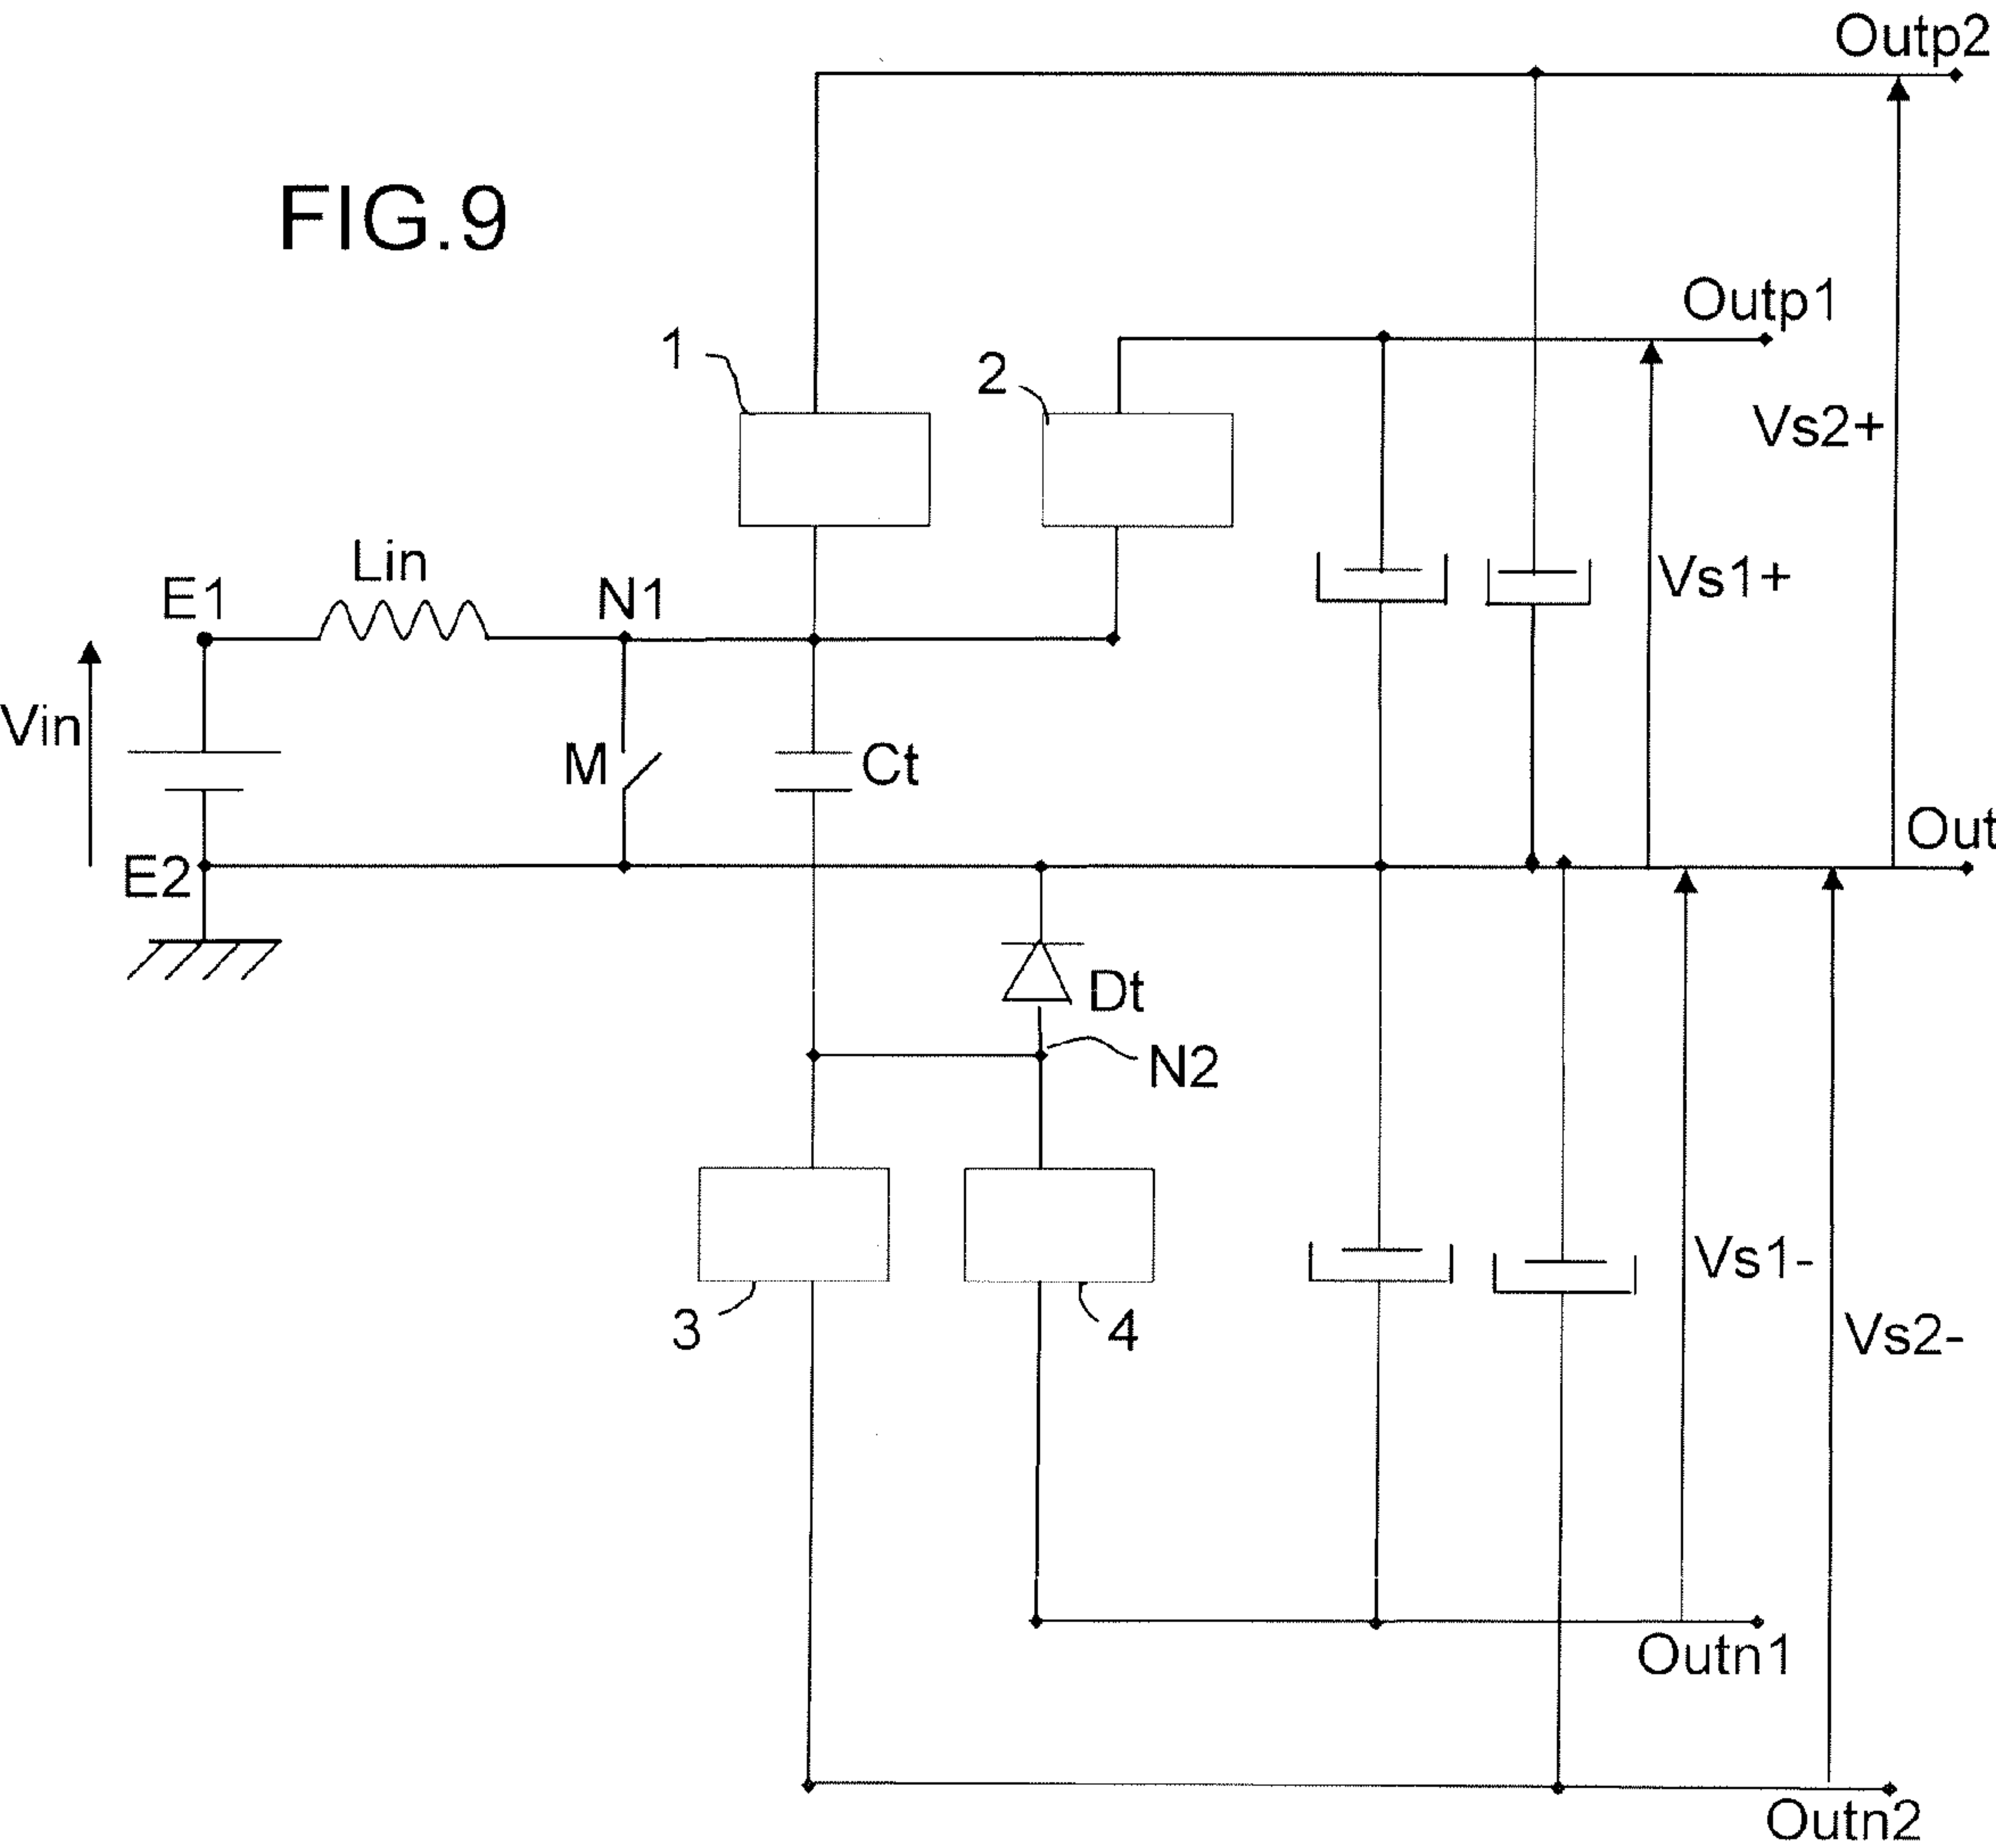 Outp2
FIG.9
Outp1
1
2
Vs2+
Lin
E1
N1
Vs1+
Vin
M
Ct
Out
E2
Dt
N2
Vs1-
3
4
Vs2-
Outn1
Outn2